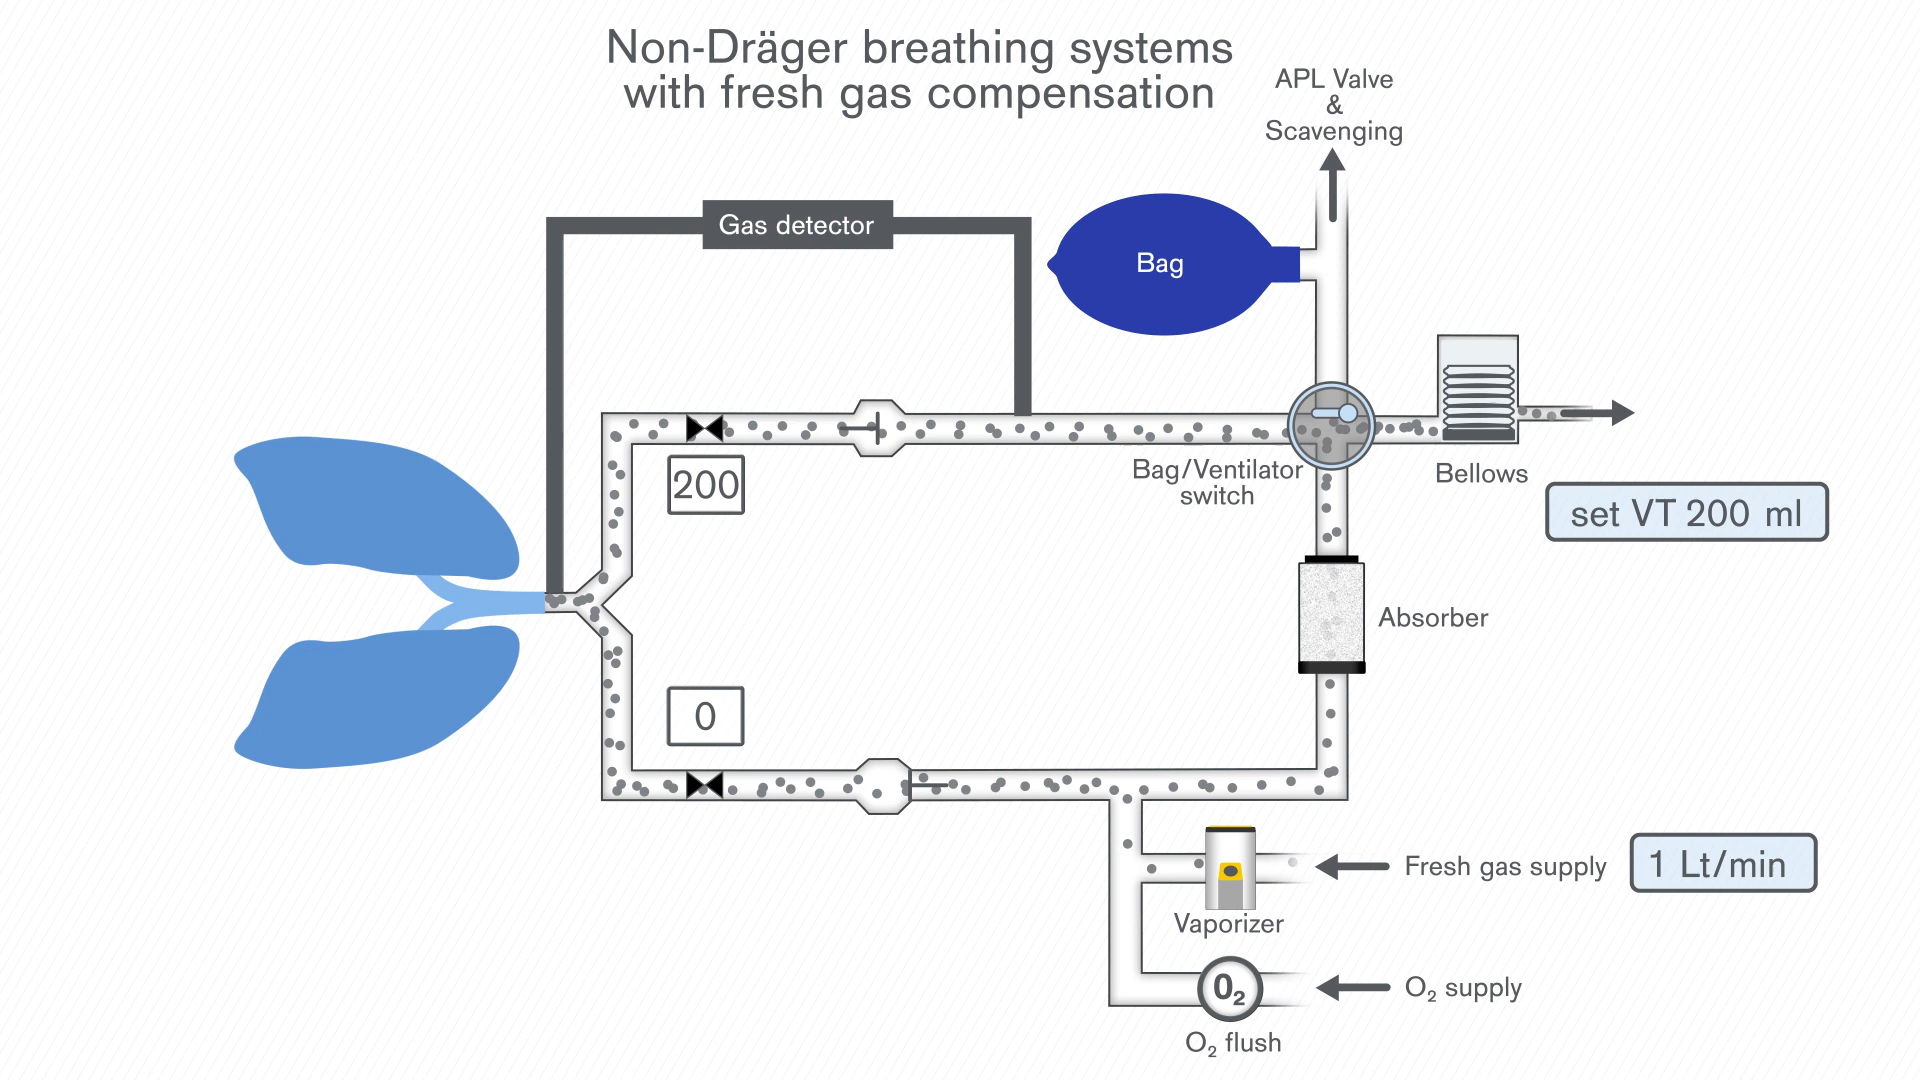 Non-Dräger breathing systems
with fresh gas compensation
APL Valve
&
Scavenging
Gas detector
Bag
200
Bag/Ventilator
switch
Bellows
set VT 200 ml
Absorber
0
Fresh gas supply
1 Lt/min
Vaporizer
O₂
O₂ supply
O₂ flush